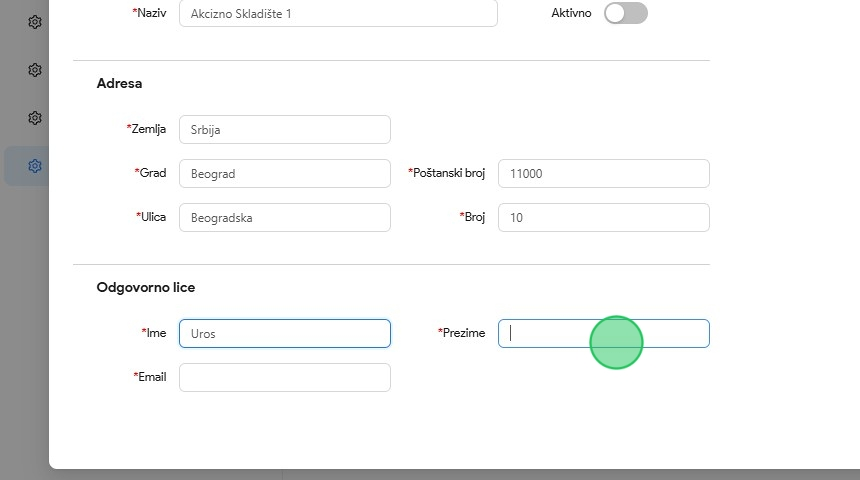 *Naziv Akcizno Skladište 1 Aktivno
Adresa
*Zemlja Srbija
*Grad Beograd *Poštanski broj 11000
*Ulica Beogradska *Broj 10
Odgovorno lice
*Ime Uros *Prezime
*Email